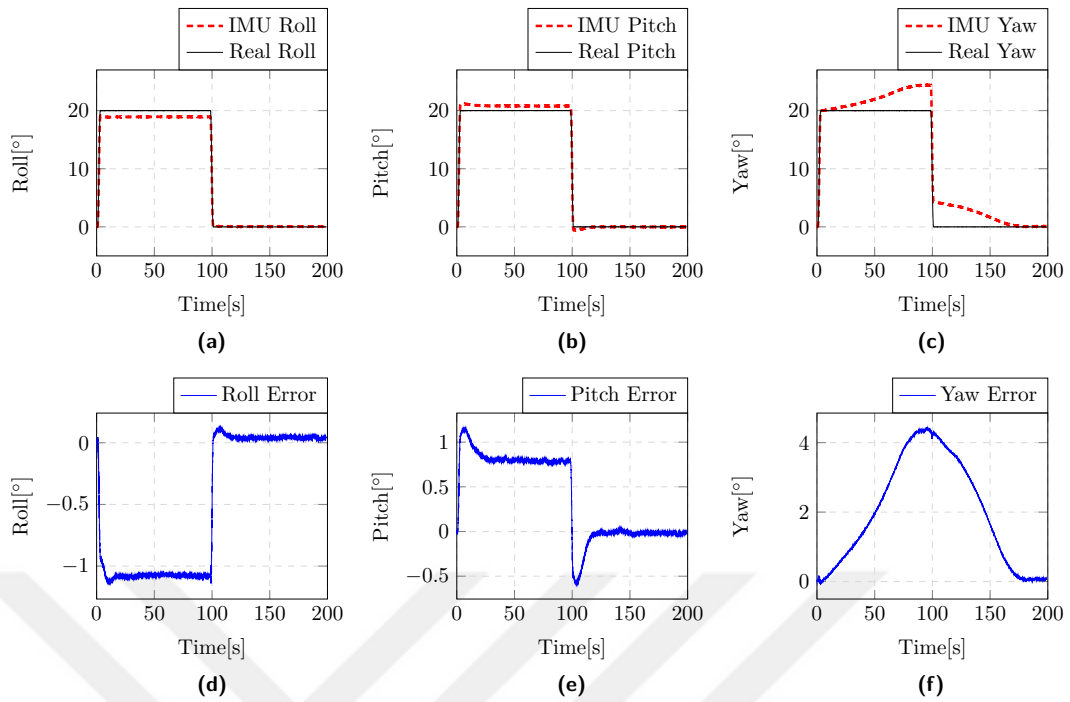 IMU Roll
Real Roll
20
10
0
Roll[°]
0 50 100 150 200
Time[s]
(a)
IMU Pitch
Real Pitch
20
10
0
Pitch[°]
0 50 100 150 200
Time[s]
(b)
IMU Yaw
Real Yaw
20
10
0
Yaw[°]
0 50 100 150 200
Time[s]
(c)
Roll Error
0
−0.5
−1
Roll[°]
0 50 100 150 200
Time[s]
(d)
Pitch Error
1
0.5
0
−0.5
Pitch[°]
0 50 100 150 200
Time[s]
(e)
Yaw Error
4
2
0
Yaw[°]
0 50 100 150 200
Time[s]
(f)